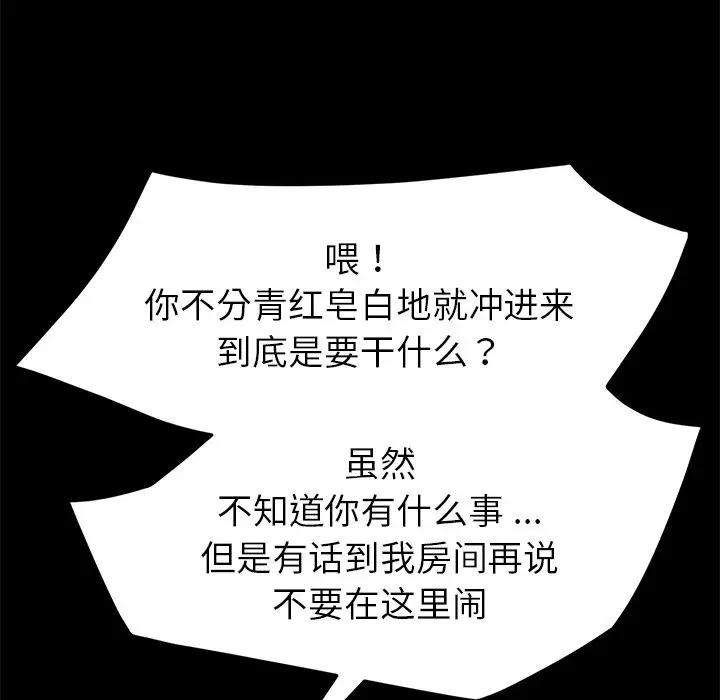 喂！
你不分青红皂白地就冲进来
到底是要干什么？
虽然
不知道你有什么事...
但是有话到我房间再说
不要在这里闹